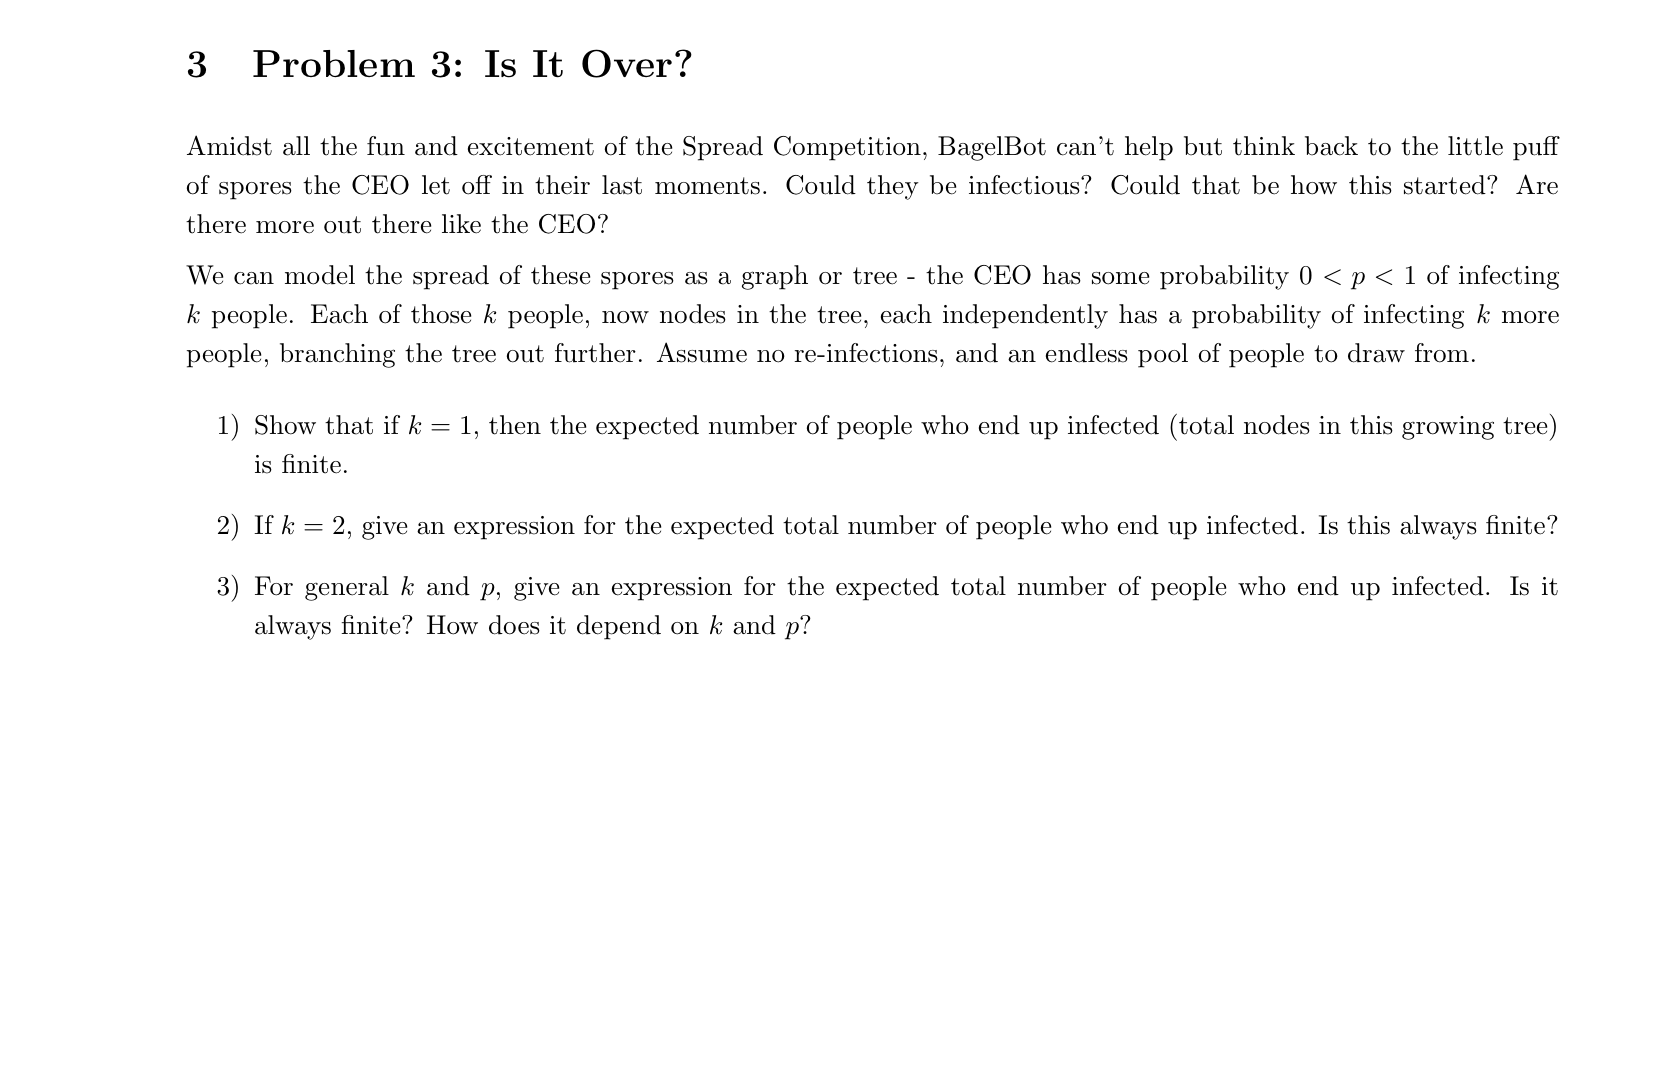 3 Problem 3: Is It Over?
Amidst all the fun and excitement of the Spread Competition, BagelBot can't help but think back to the little puff
of spores the CEO let off in their last moments. Could they be infectious? Could that be how this started? Are
there more out there like the CEO?
We can model the spread of these spores as a graph or tree - the CEO has some probability 0 < p < 1 of infecting
k people. Each of those k people, now nodes in the tree, each independently has a probability of infecting k more
people, branching the tree out further. Assume no re-infections, and an endless pool of people to draw from.
1) Show that if k = 1, then the expected number of people who end up infected (total nodes in this growing tree)
is finite.
2) If k = 2, give an expression for the expected total number of people who end up infected. Is this always finite?
3) For general k and p, give an expression for the expected total number of people who end up infected. Is it
always finite? How does it depend on k and p?